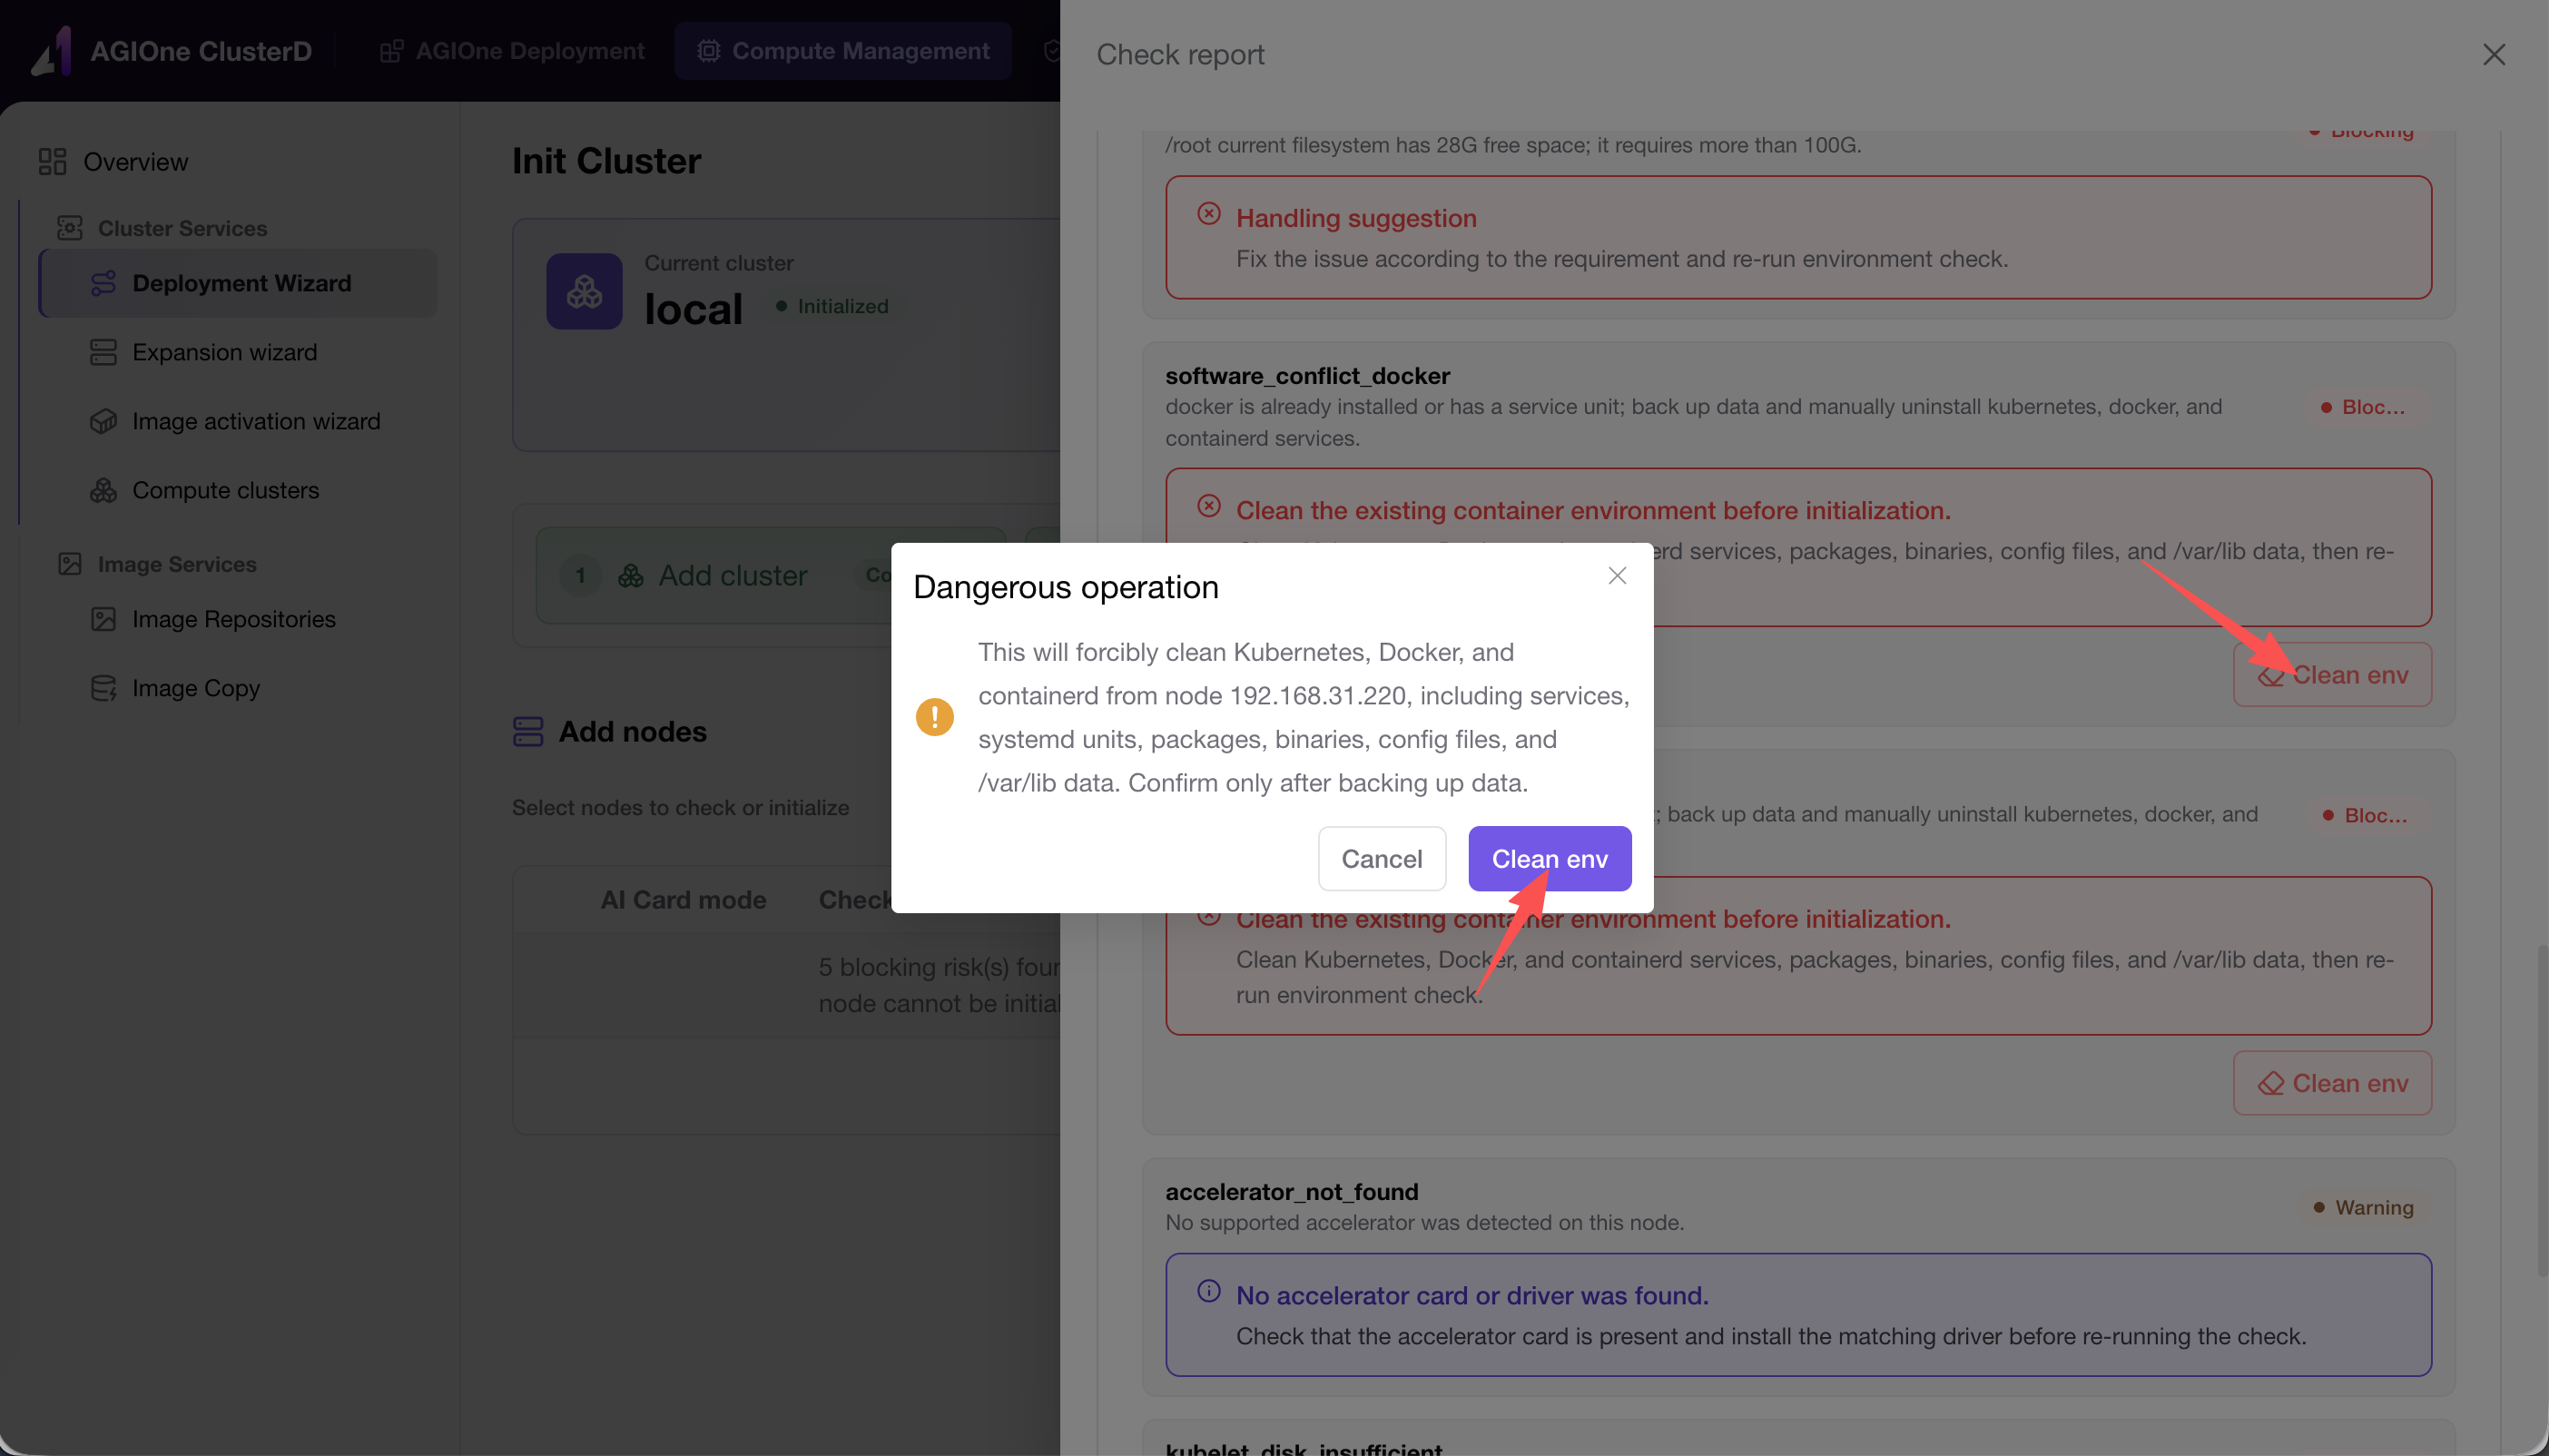 AGIOne ClusterD
AGIOne Deployment
Compute Management
Overview
Cluster Services
Deployment Wizard
Expansion wizard
Image activation wizard
Compute clusters
Image Services
Image Repositories
Image Copy
Init Cluster
Current cluster
local
Initialized
1 Add cluster
Add nodes
Select nodes to check or initialize
AI Card mode
5 blocking risk(s)
node cannot be
Check report
Blocking
/root current filesystem has 28G free space; it requires more than 100G.
Handling suggestion
Fix the issue according to the requirement and re-run environment check.
software_conflict_docker
docker is already installed or has a service unit; back up data and manually uninstall kubernetes, docker, and
containerd services.
Bloc...
Clean the existing container environment before initialization.
services, packages, binaries, config files, and /var/lib data, then re-
Clean env
Dangerous operation
This will forcibly clean Kubernetes, Docker, and
containerd from node 192.168.31.220, including services,
systemd units, packages, binaries, config files, and
/var/lib data. Confirm only after backing up data.
Cancel
Clean env
; back up data and manually uninstall kubernetes, docker, and
Bloc...
Clean the existing container environment before initialization.
Clean Kubernetes, Docker, and containerd services, packages, binaries, config files, and /var/lib data, then re-
run environment check.
Clean env
accelerator_not_found
No supported accelerator was detected on this node.
Warning
No accelerator card or driver was found.
Check that the accelerator card is present and install the matching driver before re-running the check.
kubelet_disk_insufficient